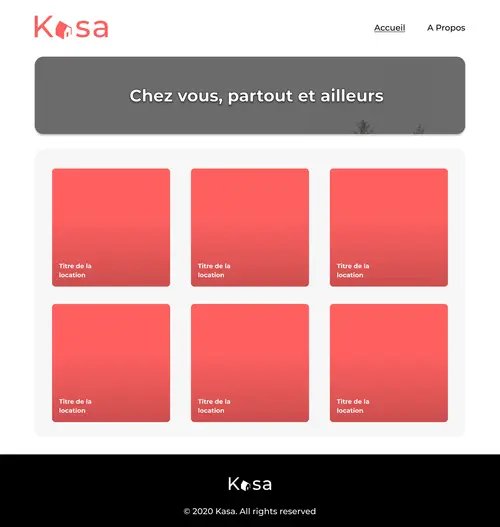 Kasa
Accueil A Propos
Chez vous, partout et ailleurs
Titre de la
location
Titre de la
location
Titre de la
location
Titre de la
location
Titre de la
location
Titre de la
location
Kasa
© 2020 Kasa. All rights reserved